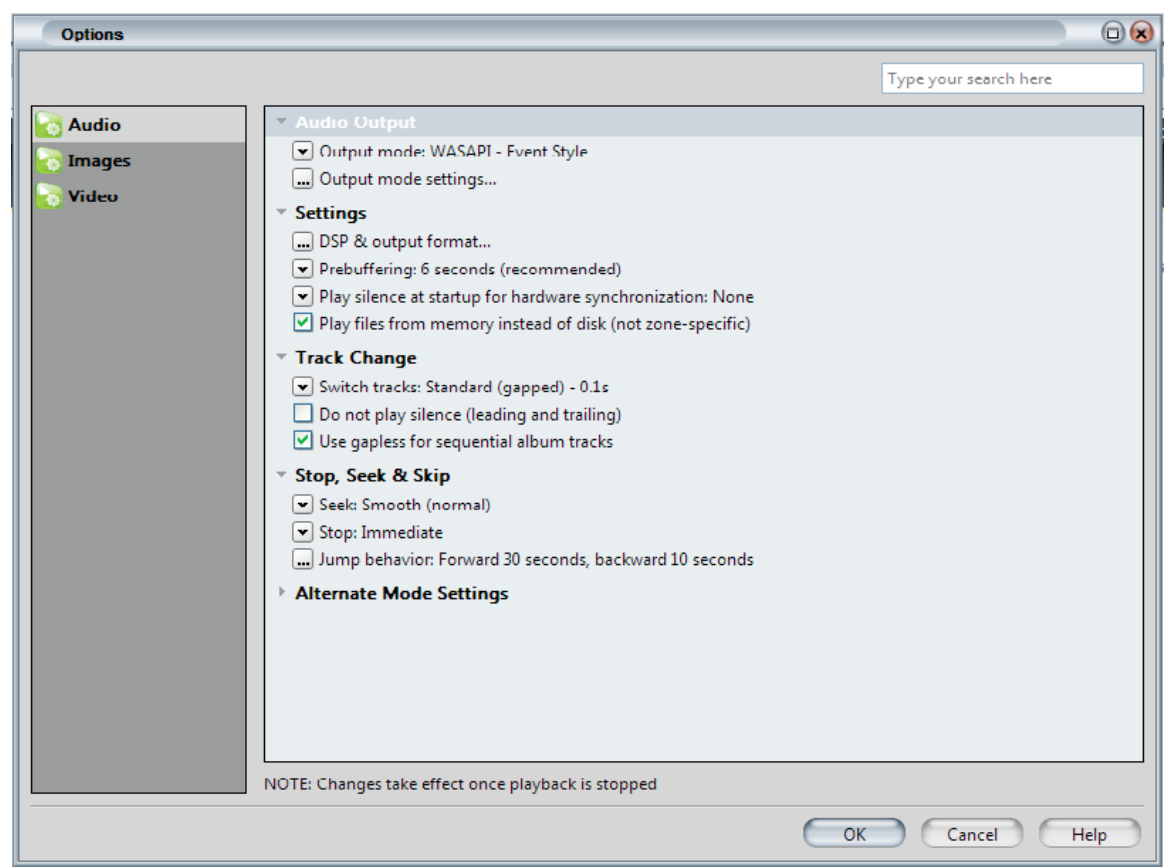 Options
Type your search here
Audio
Images
Video
Audio Output
Output mode: WASAPI - Event Style
Output mode settings...
Settings
DSP & output format...
Prebuffering: 6 seconds (recommended)
Play silence at startup for hardware synchronization: None
Play files from memory instead of disk (not zone-specific)
Track Change
Switch tracks: Standard (gapped) - 0.1s
Do not play silence (leading and trailing)
Use gapless for sequential album tracks
Stop, Seek & Skip
Seek: Smooth (normal)
Stop: Immediate
Jump behavior: Forward 30 seconds, backward 10 seconds
Alternate Mode Settings
NOTE: Changes take effect once playback is stopped
OK Cancel Help